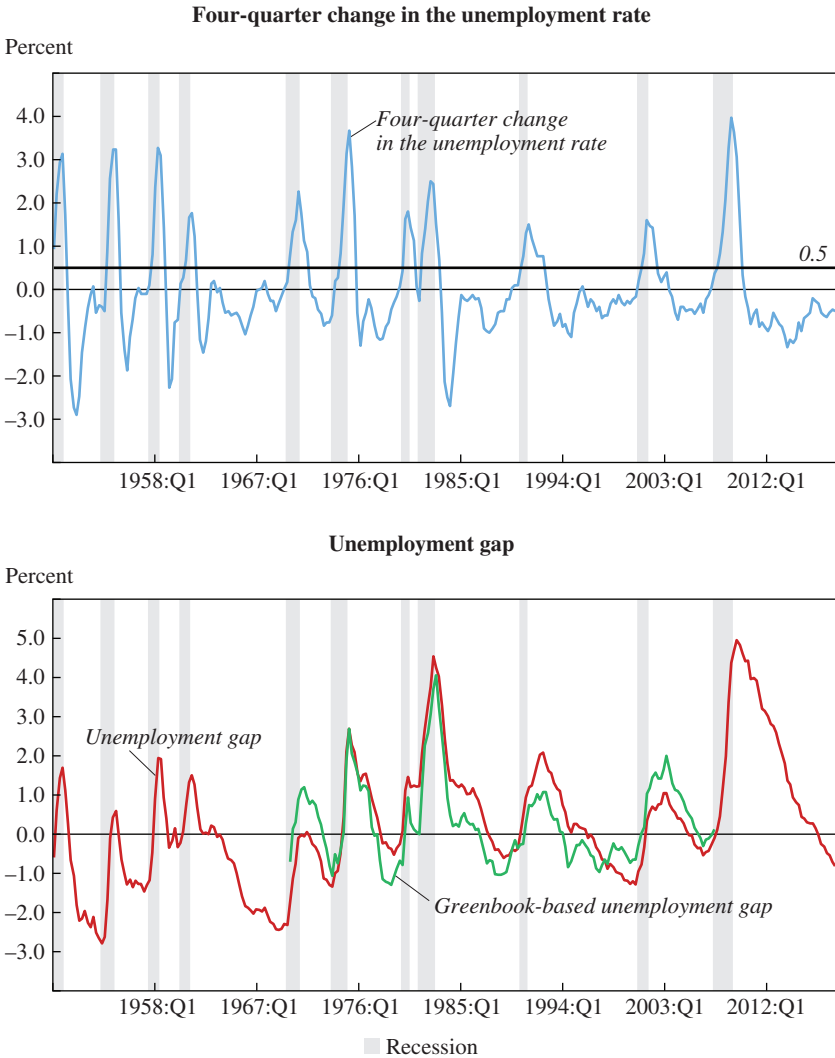 Four-quarter change in the unemployment rate
Percent
4.0
3.0
2.0
1.0
0.0
–1.0
–2.0
–3.0
Four-quarter change
in the unemployment rate
0.5
1958:Q1 1967:Q1 1976:Q1 1985:Q1 1994:Q1 2003:Q1 2012:Q1
Unemployment gap
Percent
5.0
4.0
3.0
2.0
1.0
0.0
–1.0
–2.0
–3.0
Unemployment gap
Greenbook-based unemployment gap
1958:Q1 1967:Q1 1976:Q1 1985:Q1 1994:Q1 2003:Q1 2012:Q1
Recession